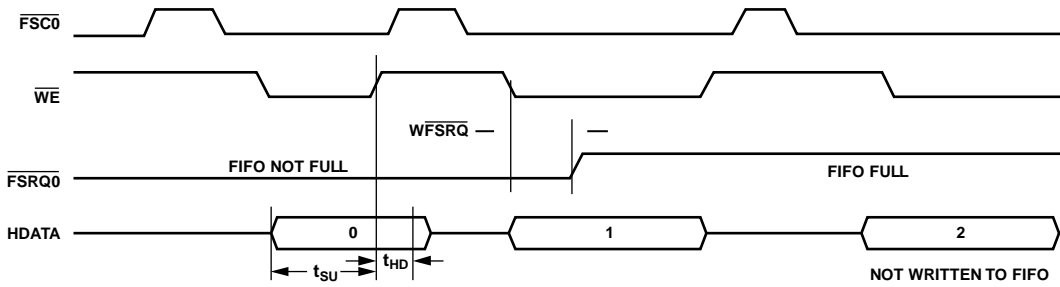 FSC0
WE
WFSRQ
FIFO NOT FULL
FIFO FULL
FSRQ0
HDATA
0
1
2
tSU
tHD
NOT WRITTEN TO FIFO